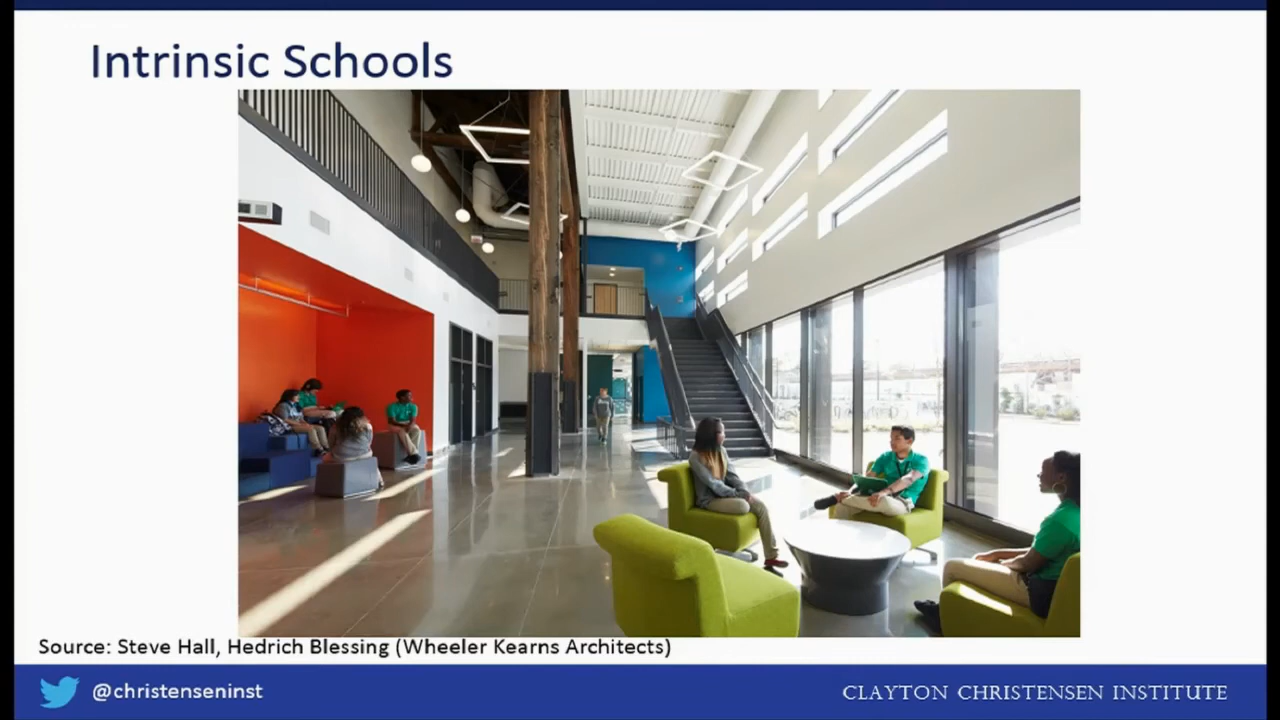 Intrinsic Schools
Source: Steve Hall, Hedrich Blessing (Wheeler Kearns Architects)
@christenseninst
CLAYTON CHRISTENSEN INSTITUTE